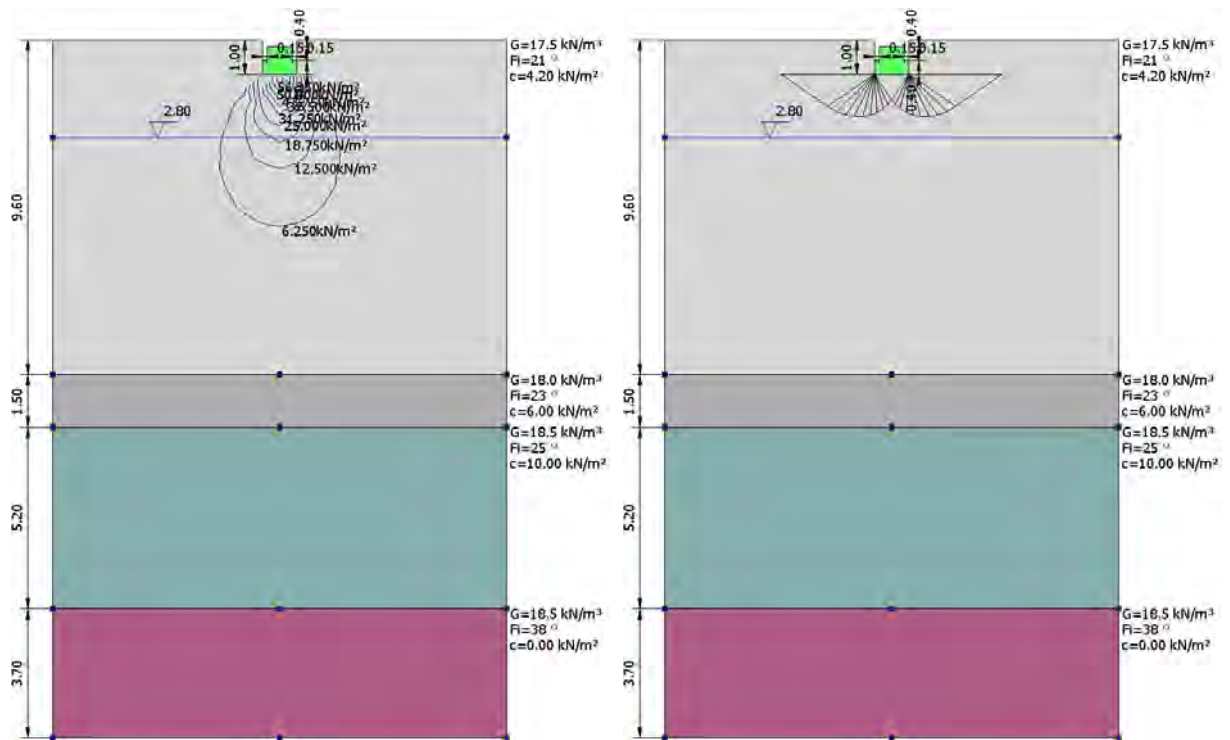 0.40
1.00
0.15 0.15
G=17.5 kN/m³
Fi=21 °
c=4.20 kN/m²
31.250kN/m²
25.000kN/m²
18.750kN/m²
12.500kN/m²
6.250kN/m²
2.80
9.60
G=18.0 kN/m³
Fi=23 °
c=6.00 kN/m²
1.50
G=18.5 kN/m³
Fi=25 °
c=10.00 kN/m²
5.20
G=18.5 kN/m³
Fi=38 °
c=0.00 kN/m²
3.70
0.40
1.00
0.15 0.15
0.40
G=17.5 kN/m³
Fi=21 °
c=4.20 kN/m²
2.80
9.60
G=18.0 kN/m³
Fi=23 °
c=6.00 kN/m²
1.50
G=18.5 kN/m³
Fi=25 °
c=10.00 kN/m²
5.20
G=18.5 kN/m³
Fi=38 °
c=0.00 kN/m²
3.70